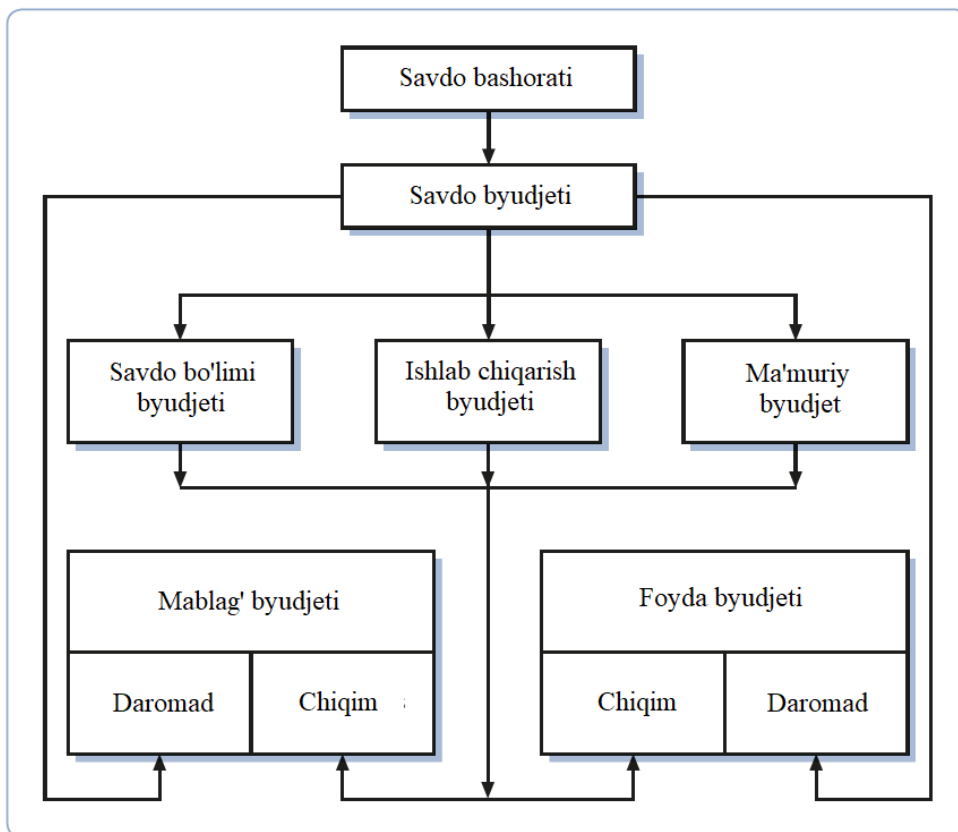 Savdo bashorati
Savdo byudjeti
Savdo bo'limi
byudjeti
Ishlab chiqarish
byudjeti
Ma'muriy
byudjet
Mablag' byudjeti
Daromad
Chiqim
Foyda byudjeti
Chiqim
Daromad